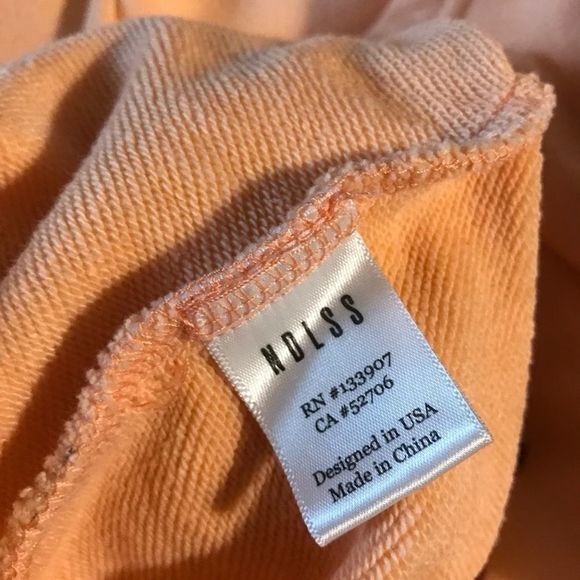 NDLSS
RN #133907
CA #52706
Designed in USA
Made in China